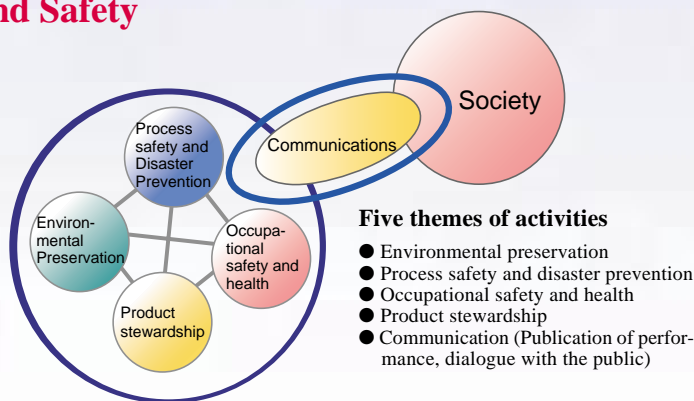 nd Safety
Society
Communications
Process
safety and
Disaster
Prevention
Environ-
mental
Preservation
Occupa-
tional
safety and
health
Product
stewardship
Five themes of activities
● Environmental preservation
● Process safety and disaster prevention
● Occupational safety and health
● Product stewardship
● Communication (Publication of perfor-
mance, dialogue with the public)